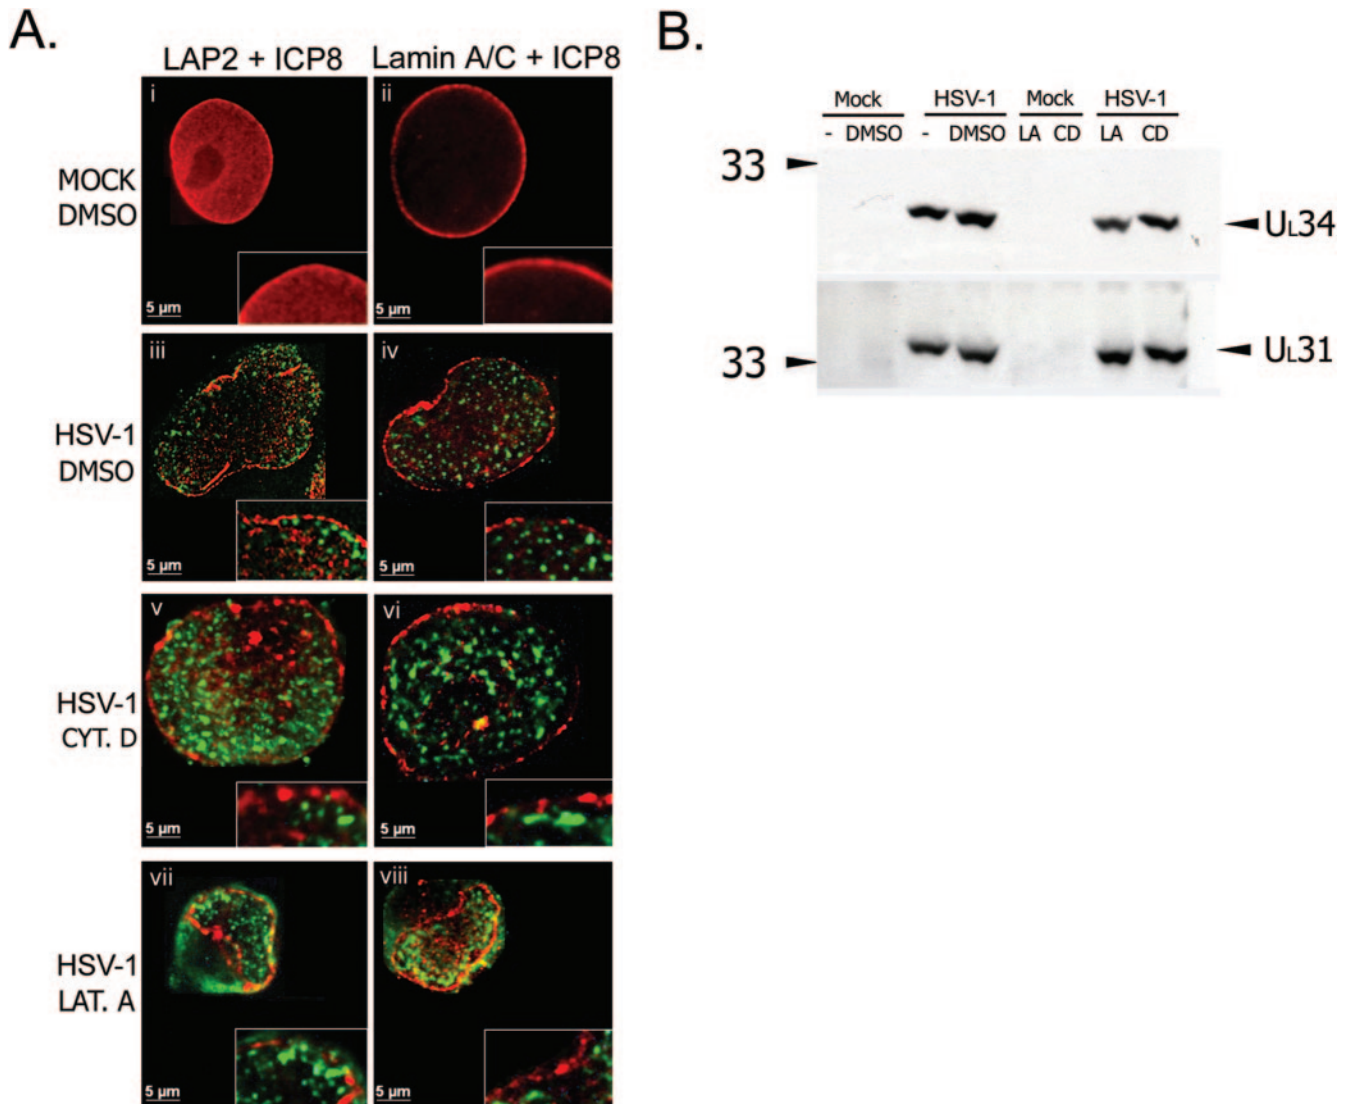 A.
LAP2 + ICP8 Lamin A/C + ICP8
MOCK
DMSO
i
5 µm
ii
5 µm
HSV-1
DMSO
iii
5 µm
iv
5 µm
HSV-1
CYT. D
v
5 µm
vi
5 µm
HSV-1
LAT. A
vii
5 µm
viii
5 µm
B.
Mock HSV-1 Mock HSV-1
- DMSO - DMSO LA CD LA CD
33
UL34
33
UL31